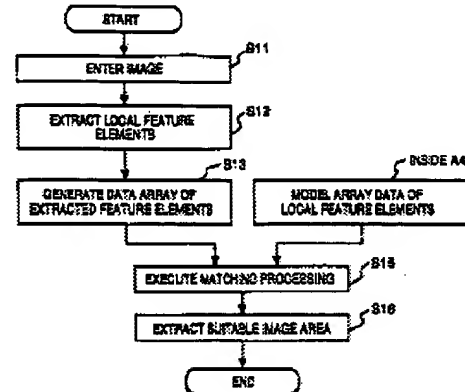 START
S11
ENTER IMAGE
S12
EXTRACT LOCAL FEATURE
ELEMENTS
S13
INSIDE A4
GENERATE DATA ARRAY OF
EXTRACTED FEATURE ELEMENTS
MODEL ARRAY DATA OF
LOCAL FEATURE ELEMENTS
S15
EXECUTE MATCHING PROCESSING
S16
EXTRACT SUITABLE IMAGE AREA
END